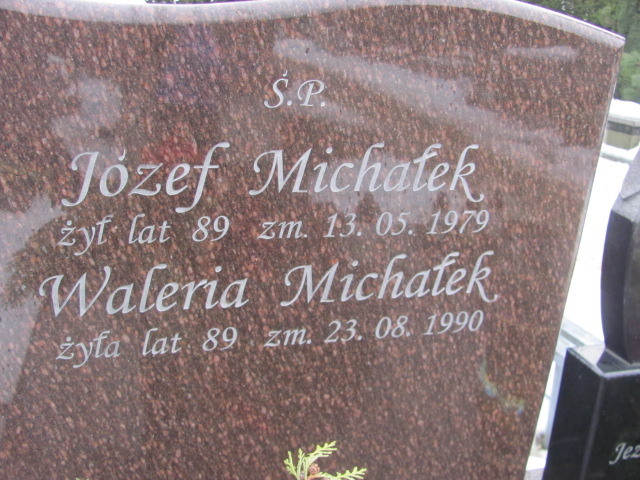 Ś.P.
Józef Michałek
żył lat 89 zm. 13.05.1979
Waleria Michałek
żyła lat 89 zm. 23.08.1990